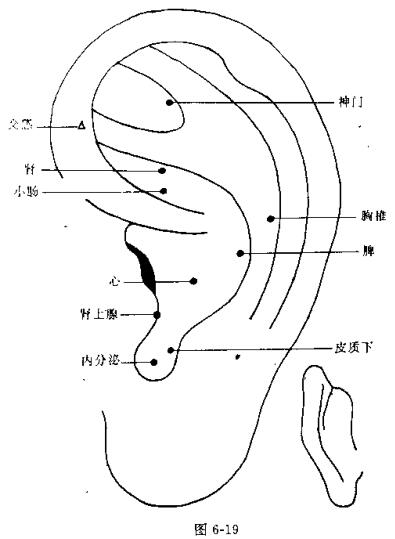 神门
交感
肾
小肠
胸椎
脾
心
肾上腺
皮质下
内分泌
图 6-19